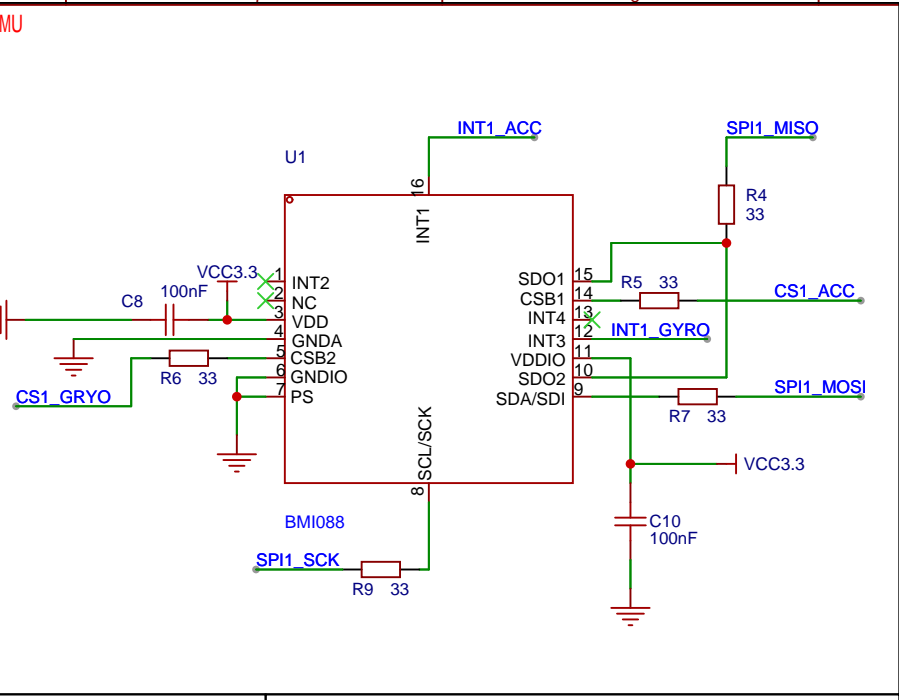 MU
INT1_ACC
SPI1_MISO
U1
16
R4
33
INT1
VCC3.3
1
INT2
SDO1
15
C8
100nF
2
NC
CSB1
14
R5 33
CS1_ACC
3
VDD
INT4
13
4
GNDA
INT3
12
INT1_GYRO
5
CSB2
VDDIO
11
R6 33
6
GNDIO
SDO2
10
CS1_GRYO
7
PS
SDA/SDI
9
SPI1_MOSI
R7 33
SCL/SCK
8
VCC3.3
BMI088
C10
100nF
SPI1_SCK
R9 33